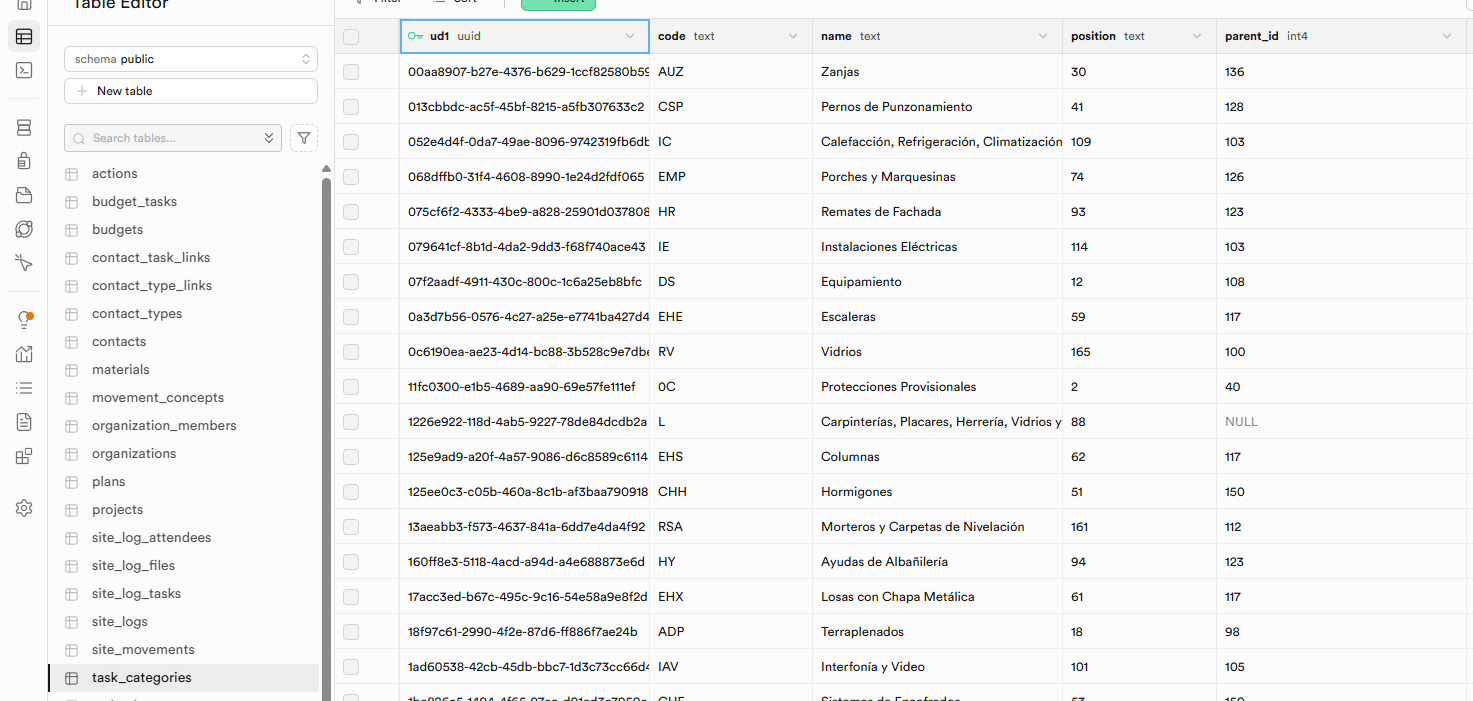 Table Editor
schema public
New table
Search tables...
actions
budget_tasks
budgets
contact_task_links
contact_type_links
contact_types
contacts
materials
movement_concepts
organization_members
organizations
plans
projects
site_log_attendees
site_log_files
site_log_tasks
site_logs
site_movements
task_categories
ud1 uuid code text name text position text parent_id int4
00aa8907-b27e-4376-b629-1ccf82580b59 AUZ Zanjas 30 136
013cbbdc-ac5f-45bf-8215-a5fb307633c2 CSP Pernos de Punzonamiento 41 128
052e4d4f-0da7-49ae-8096-9742319fb6db IC Calefacción, Refrigeración, Climatización 109 103
068dffb0-31f4-4608-8990-1e24d2fdf065 EMP Porches y Marquesinas 74 126
075cf6f2-4333-4be9-a828-25901d037808 HR Remates de Fachada 93 123
079641cf-8b1d-4da2-9dd3-f68f740ace43 IE Instalaciones Eléctricas 114 103
07f2aadf-4911-430c-800c-1c6a25eb8bfc DS Equipamiento 12 108
0a3d7b56-0576-4c27-a25e-e7741ba427d4 EHE Escaleras 59 117
0c6190ea-ae23-4d14-bc88-3b528c9e7dbe RV Vidrios 165 100
11fc0300-e1b5-4689-aa90-69e57fe111ef 0C Protecciones Provisionales 2 40
1226e922-118d-4ab5-9227-78de84dcdb2a L Carpinterías, Placares, Herrería, Vidrios y 88 NULL
125e9ad9-a20f-4a57-9086-d6c8589c6114 EHS Columnas 62 117
125ee0c3-c05b-460a-8c1b-af3baa790918 CHH Hormigones 51 150
13aeabb3-f573-4637-841a-6dd7e4da4f92 RSA Morteros y Carpetas de Nivelación 161 112
160ff8e3-5118-4acd-a94d-a4e688873e6d HY Ayudas de Albañilería 94 123
17acc3ed-b67c-495c-9c16-54e58a9e8f2d EHX Losas con Chapa Metálica 61 117
18f97c61-2990-4f2e-87d6-ff886f7ae24b ADP Terraplenados 18 98
1ad60538-42cb-45db-bbc7-1d3c73cc66d4 IAV Interfonía y Video 101 105